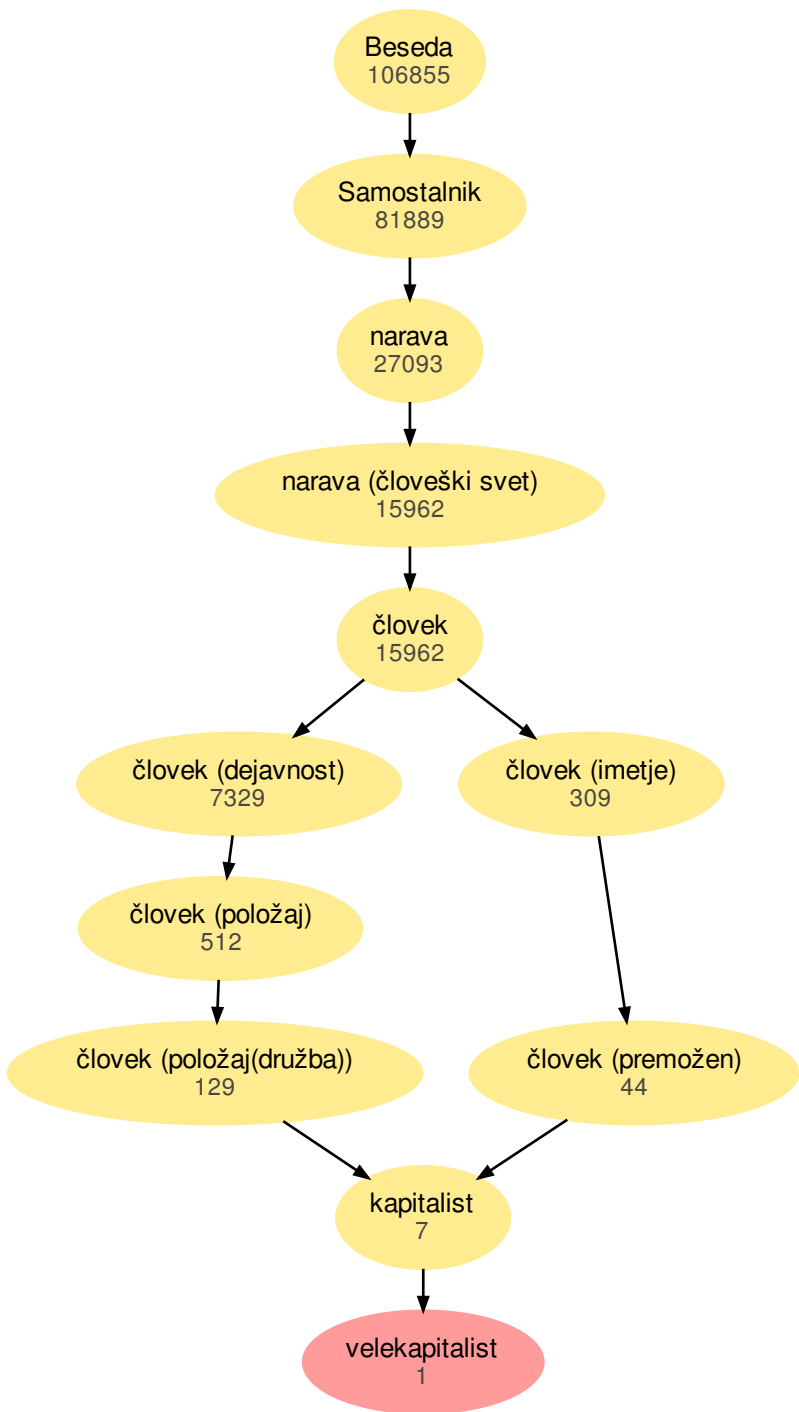 Beseda
106855
Samostalnik
81889
narava
27093
narava (človeški svet)
15962
človek
15962
človek (dejavnost)
7329
človek (imetje)
309
človek (položaj)
512
človek (položaj(družba))
129
človek (premožen)
44
kapitalist
7
velekapitalist
1